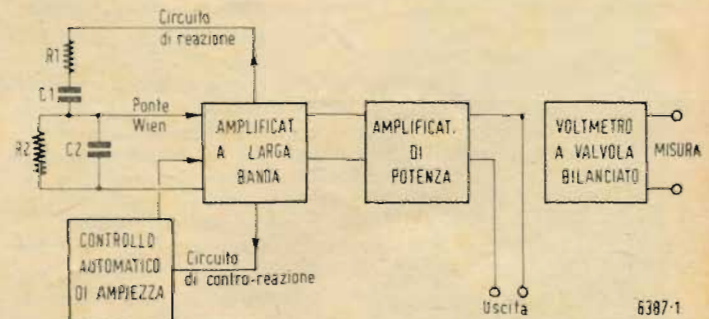 Circuito
di reazione
R1
C1
Ponte
Wien
R2
C2
AMPLIFICAT.
A LARGA
BANDA
AMPLIFICAT.
DI
POTENZA
VOLTMETRO
A VALVOLA
BILANCIATO
MISURA
CONTROLLO
AUTOMATICO
DI AMPIEZZA
Circuito
di contro-reazione
Uscita
6387-1